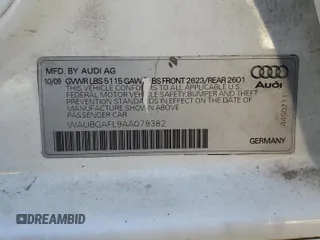 MFD BY AUDI AG
10/09 GVWR LBS 5115 GAWR LBS FRONT 2623/REAR 2601
THIS VEHICLE CONFORMS TO ALL APPLICABLE U.S.
FEDERAL MOTOR VEHICLE SAFETY, BUMPER AND THEFT
PREVENTION STANDARDS IN EFFECT ON THE DATE OF
MANUFACTURE SHOWN ABOVE
PASSENGER CAR
WAUBGAFL9AA079382
Audi
GERMANY
DREAMBID